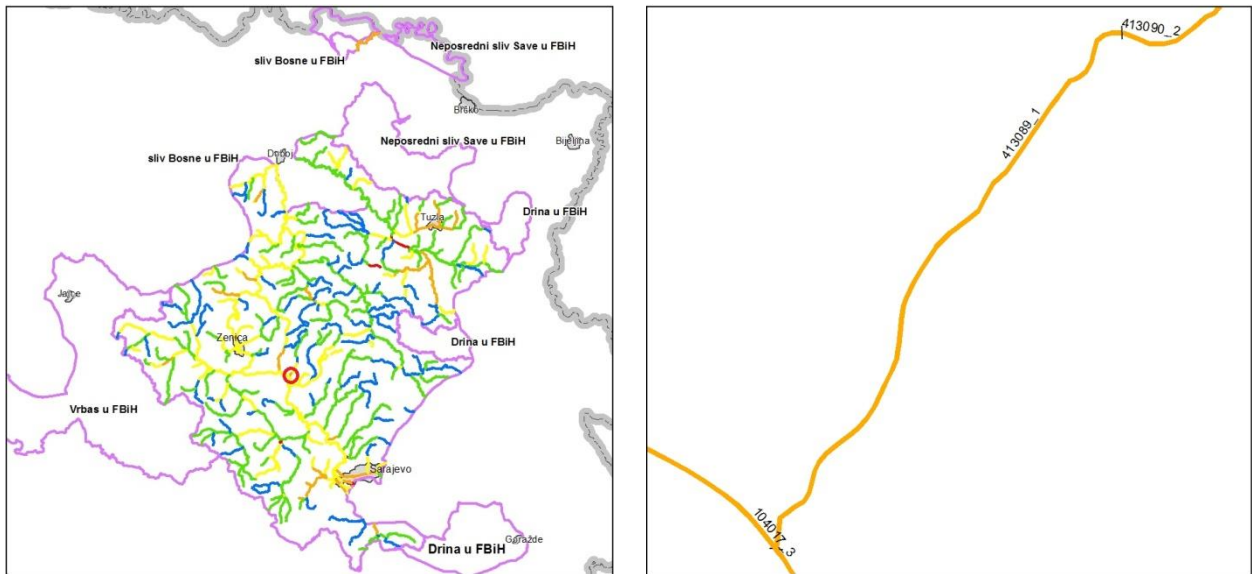 Neposredni sliv Save u FBiH
sliv Bosne u FBiH
Brčko
Bijeljina
Neposredni sliv Save u FBiH
Doboj
sliv Bosne u FBiH
Drina u FBiH
Tuzla
Jajce
Zenica
Drina u FBiH
Vrbas u FBiH
Sarajevo
Drina u FBiH
Goražde
413090_2
413089_1
104017_3